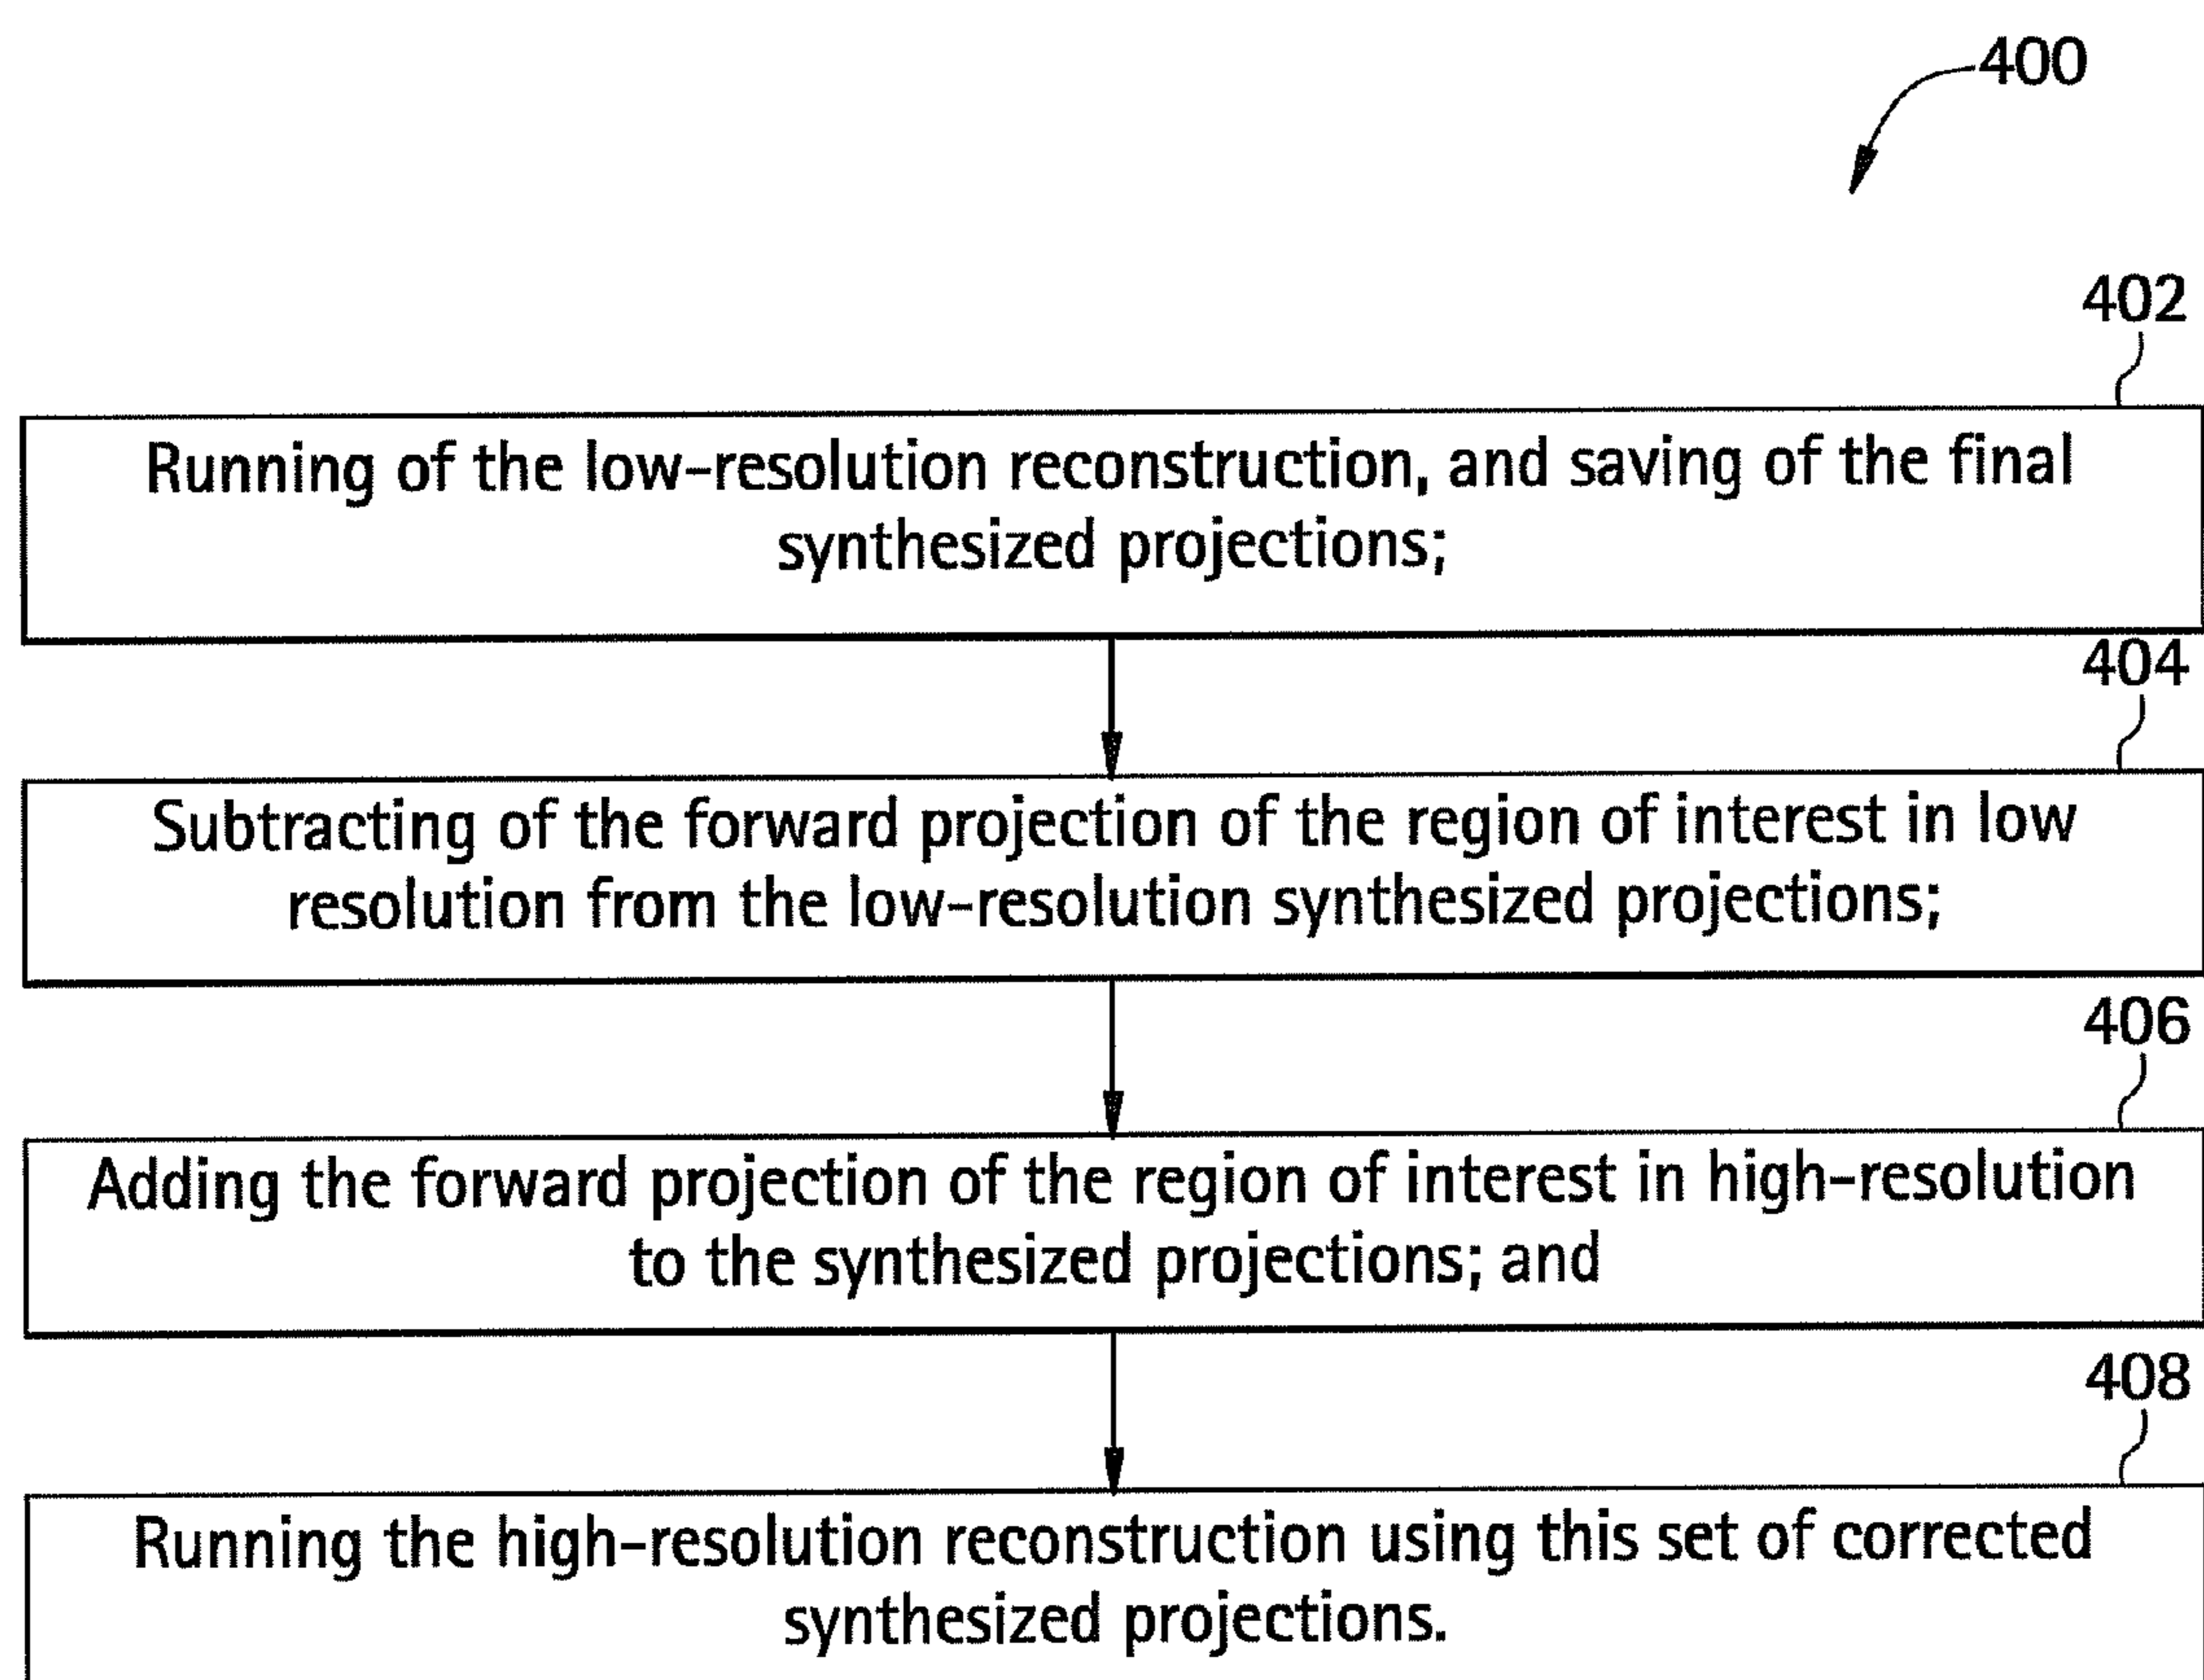 400
402
Running of the low-resolution reconstruction, and saving of the final
synthesized projections;
404
Subtracting of the forward projection of the region of interest in low
resolution from the low-resolution synthesized projections;
406
Adding the forward projection of the region of interest in high-resolution
to the synthesized projections; and
408
Running the high-resolution reconstruction using this set of corrected
synthesized projections.